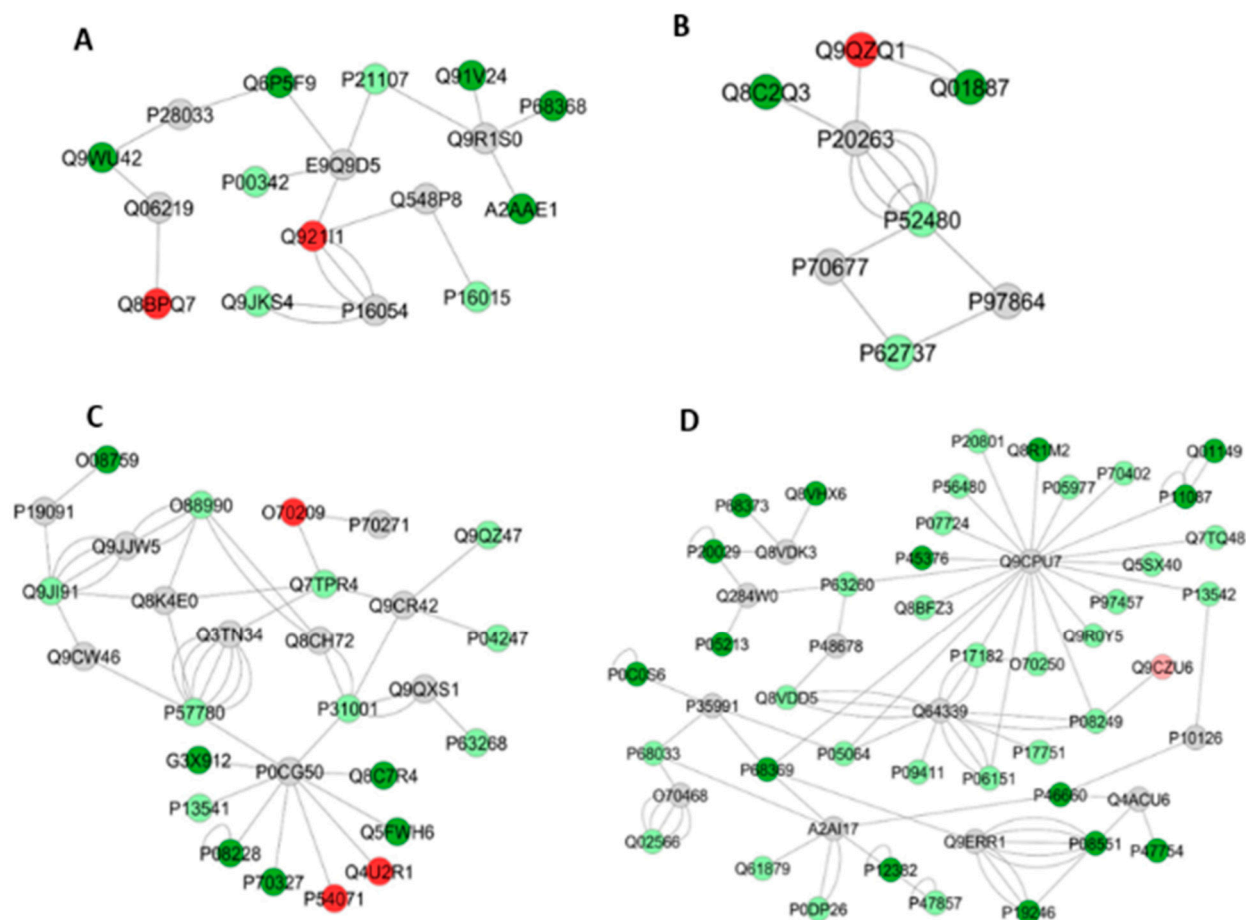 A
Q6P5F9
P21107
Q91V24
P68368
P28033
Q9R1S0
Q9WU42
E9Q9D5
P00342
Q548P8
A2AAE1
Q06219
Q921I1
Q8BPQ7
Q9JKS4
P16054
P16015
B
Q9QZQ1
Q8C2Q3
Q01887
P20263
P52480
P70677
P97864
P62737
C
O08759
P19091
O88990
O70209
P70271
Q9JJW5
Q9QZ47
Q9JI91
Q8K4E0
Q7TPR4
Q9CR42
Q3TN34
Q8CH72
P04247
Q9CW46
Q9QXS1
P57780
P31001
P63268
G3X912
P0CG50
Q8C7R4
P13541
Q5FWH6
P08228
Q4U2R1
P70327
P54071
D
P20801
Q8R1M2
Q01149
P70402
P56480
P05977
P11087
Q8VHX6
P68373
P07724
Q7TQ48
P20029
Q8VDK3
P45376
Q9CPU7
Q5SX40
Q284W0
P63260
Q8BFZ3
P97457
P13542
P05213
P48678
Q9R0Y5
P17182
O70250
Q9CZU6
P0C0S6
Q8VDD5
P35991
Q64339
P08249
P10126
P68033
P05064
P17751
P68369
P09411
P06151
O70468
P46660
Q4ACU6
A2AI17
Q9ERR1
P08551
Q02566
P47754
Q61879
P12382
P0DP26
P47857
P19246